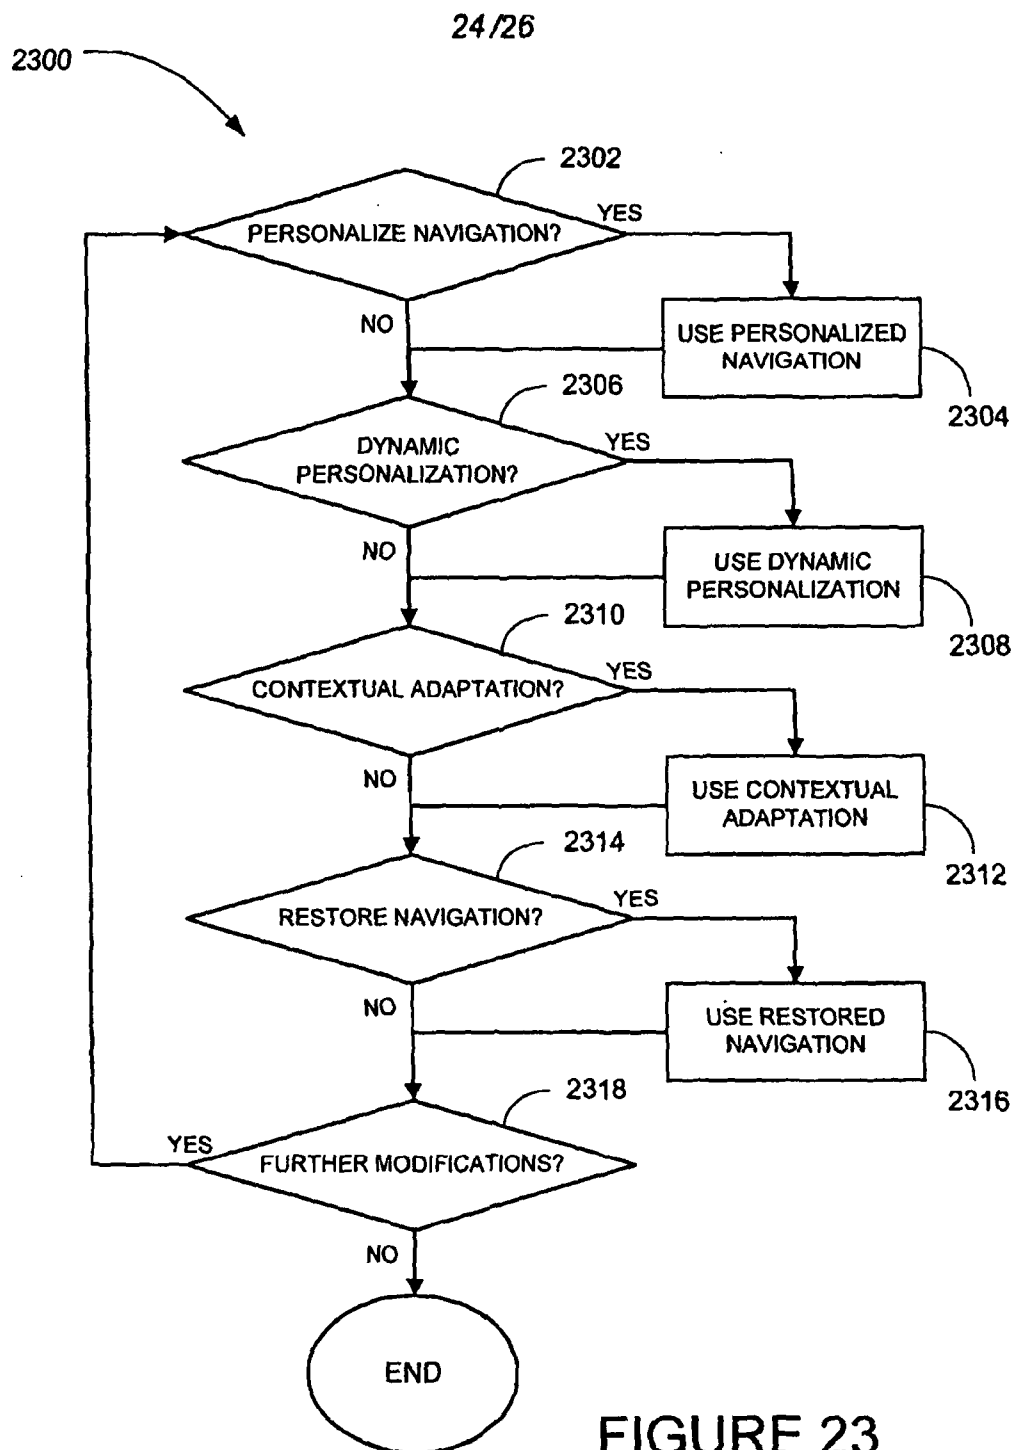 24/26
2300
2302
PERSONALIZE NAVIGATION?
YES
NO
USE PERSONALIZED
NAVIGATION
2304
2306
DYNAMIC
PERSONALIZATION?
YES
NO
USE DYNAMIC
PERSONALIZATION
2308
2310
CONTEXTUAL ADAPTATION?
YES
NO
USE CONTEXTUAL
ADAPTATION
2312
2314
RESTORE NAVIGATION?
YES
NO
USE RESTORED
NAVIGATION
2316
2318
YES
FURTHER MODIFICATIONS?
NO
END
FIGURE 23